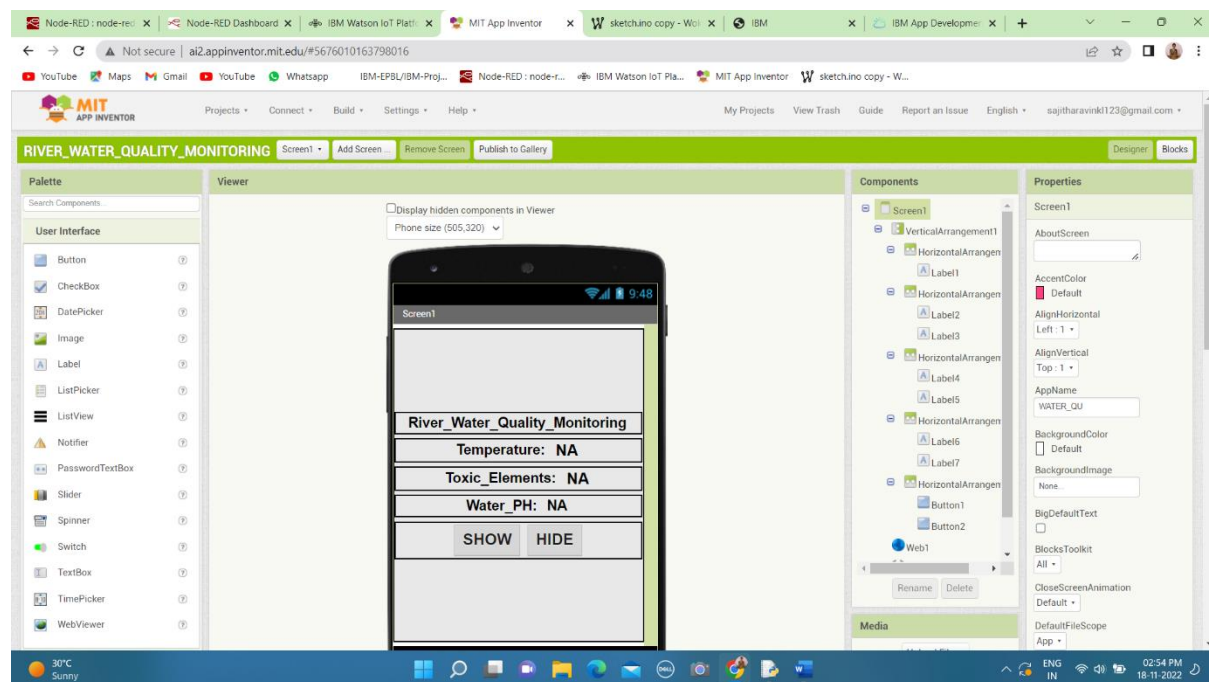 Node-RED : node-red
Node-RED Dashboard
IBM Watson IoT Platfo
MIT App Inventor
sketch.ino copy - Wok
IBM
IBM App Developmen
Not secure | ai2.appinventor.mit.edu/#5676010163798016
YouTube Maps Gmail YouTube Whatsapp IBM-EPBL/IBM-Proj... Node-RED : node-r... IBM Watson IoT Pla... MIT App Inventor sketch.ino copy - W...
MIT
APP INVENTOR
Projects Connect Build Settings Help My Projects View Trash Guide Report an Issue English sajitharavinkl123@gmail.com
RIVER_WATER_QUALITY_MONITORING Screen1 Add Screen ... Remove Screen Publish to Gallery Designer Blocks
Palette
Search Components...
User Interface
Button
CheckBox
DatePicker
Image
Label
ListPicker
ListView
Notifier
PasswordTextBox
Slider
Spinner
Switch
TextBox
TimePicker
WebViewer
Viewer
Display hidden components in Viewer
Phone size (505,320)
9:48
Screen1
River_Water_Quality_Monitoring
Temperature: NA
Toxic_Elements: NA
Water_PH: NA
SHOW HIDE
Components
Screen1
VerticalArrangement1
HorizontalArrangem
Label1
HorizontalArrangem
Label2
Label3
HorizontalArrangem
Label4
Label5
HorizontalArrangem
Label6
Label7
HorizontalArrangem
Button1
Button2
Web1
Rename Delete
Media
Properties
Screen1
AboutScreen
AccentColor
Default
AlignHorizontal
Left : 1
AlignVertical
Top : 1
AppName
WATER_QU
BackgroundColor
Default
BackgroundImage
None...
BigDefaultText
BlocksToolkit
All
CloseScreenAnimation
Default
DefaultFileScope
App
30°C
Sunny
ENG
IN
02:54 PM
18-11-2022